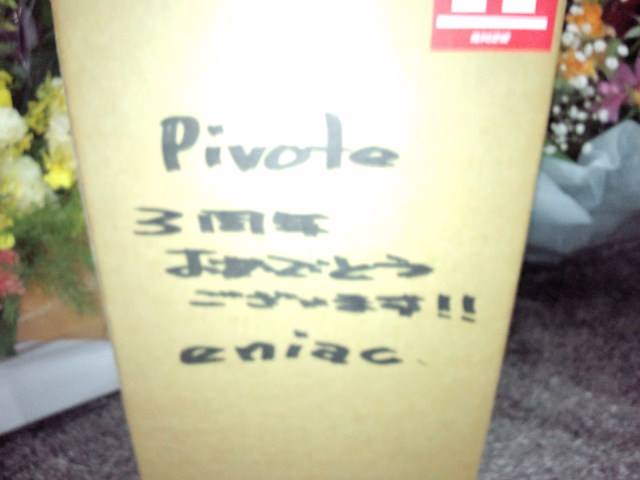 Pivote
3周年
おめでとう
ございます!!
eniac